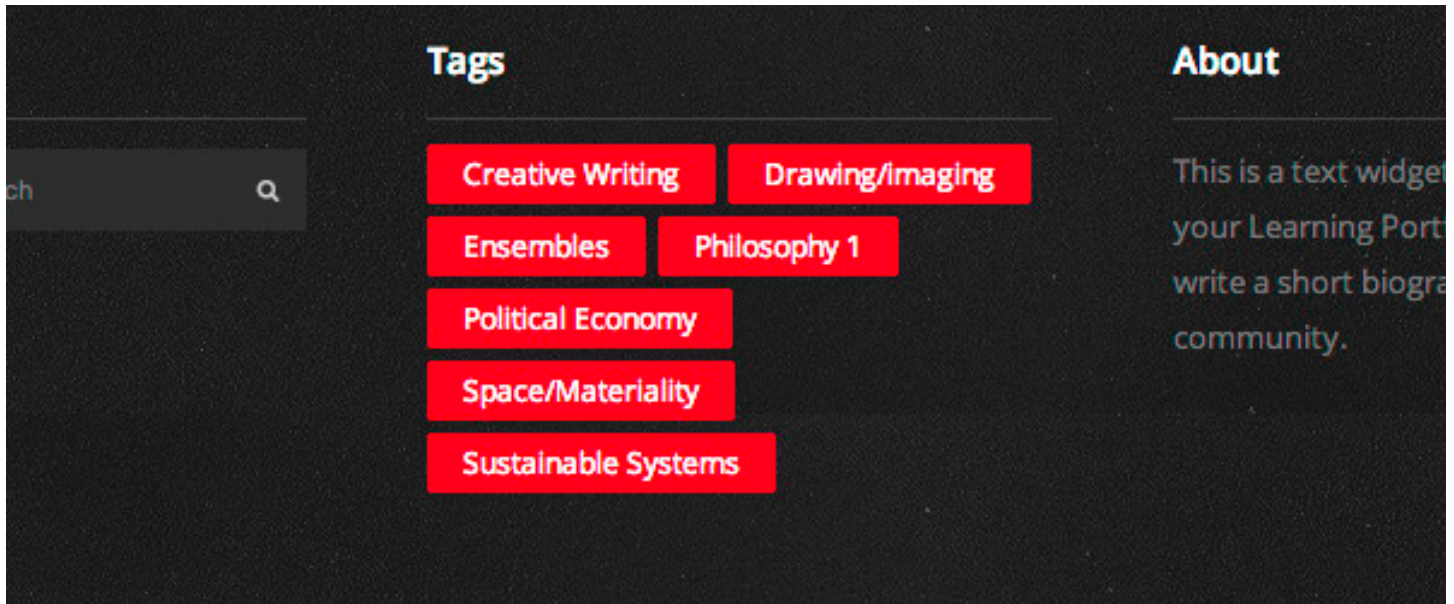 ch
Tags
Creative Writing Drawing/imaging
Ensembles Philosophy 1
Political Economy
Space/Materiality
Sustainable Systems
About
This is a text widget
your Learning Port
write a short biogra
community.